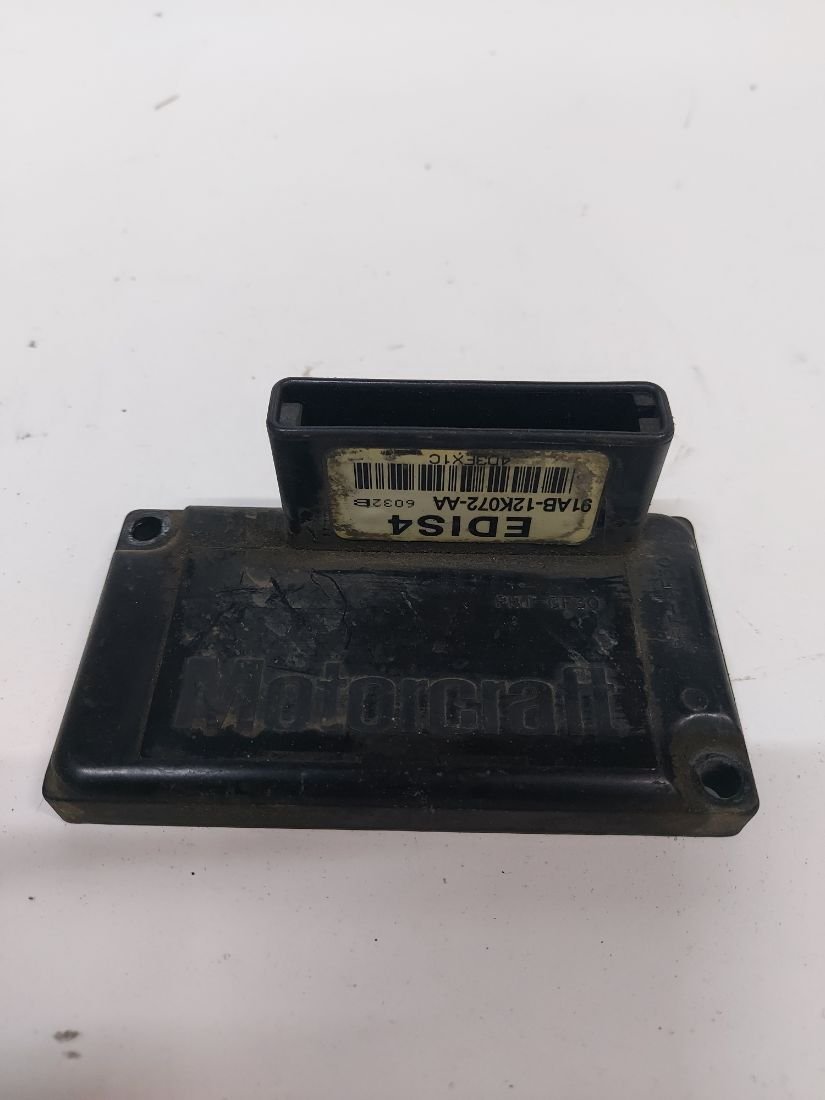 EDIS4
91AB-12K072-AA 6032B
4D3EX1C
Motorcraft